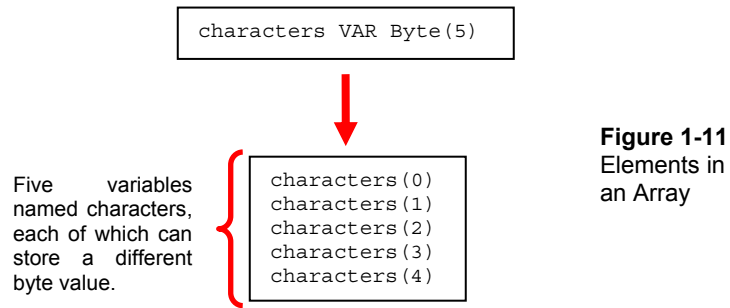 characters VAR Byte(5)
Five variables
named characters,
each of which can
store a different
byte value.
characters(0)
characters(1)
characters(2)
characters(3)
characters(4)
Figure 1-11
Elements in
an Array